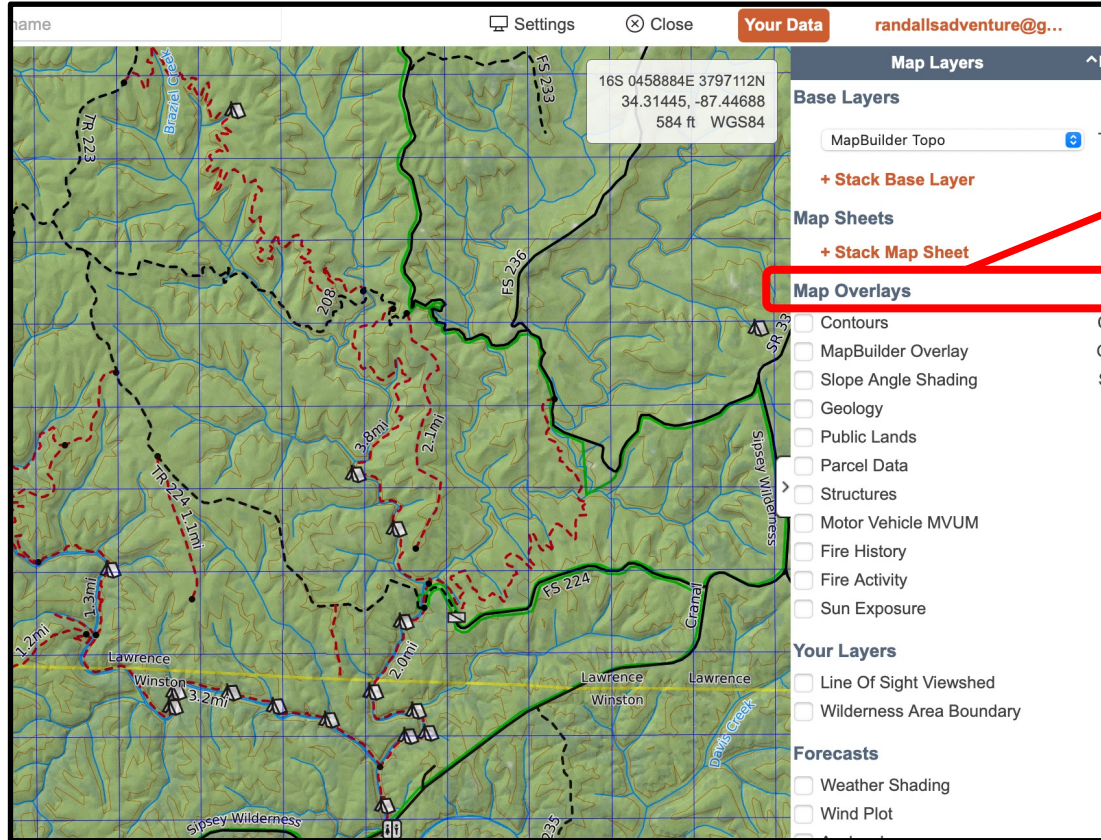 name
Settings
Close
Your Data
randallsadventure@g...
16S 0458884E 3797112N
34.31445, -87.44688
584 ft WGS84
Map Layers
Base Layers
MapBuilder Topo
+ Stack Base Layer
Map Sheets
+ Stack Map Sheet
Map Overlays
Contours
MapBuilder Overlay
Slope Angle Shading
Geology
Public Lands
Parcel Data
Structures
Motor Vehicle MVUM
Fire History
Fire Activity
Sun Exposure
Your Layers
Line Of Sight Viewshed
Wilderness Area Boundary
Forecasts
Weather Shading
Wind Plot
Braziel Creek
TR 223
FS 233
FS 236
208
SR 33
3.8mi
2.1mi
Sipsey Wilderness
TR 224 1.1mi
FS 224
1.3mi
1.2mi
Cranal
Lawrence
Winston
3.2mi
2.0mi
Lawrence
Winston
Lawrence
Davis Creek
Sipsey Wilderness
235